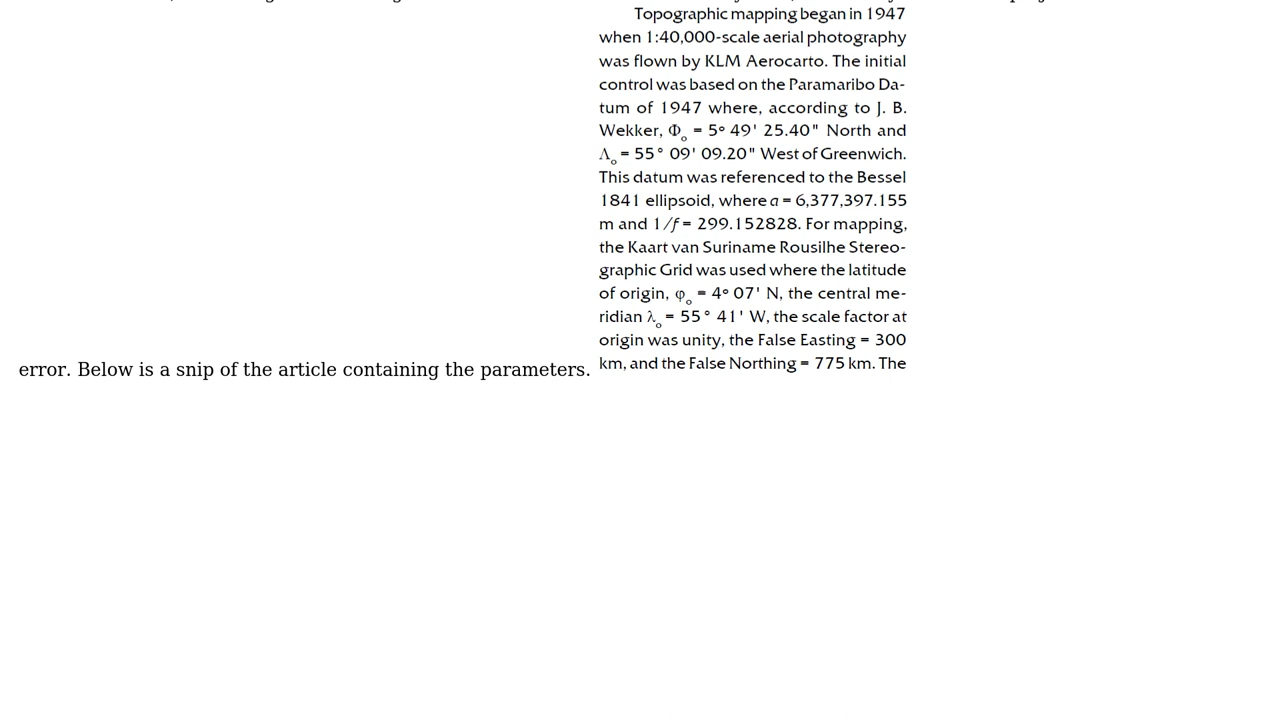 Topographic mapping began in 1947
when 1:40,000-scale aerial photography
was flown by KLM Aerocarto. The initial
control was based on the Paramaribo Da-
tum of 1947 where, according to J. B.
Wekker, Φₒ = 5° 49' 25.40" North and
Λₒ = 55° 09' 09.20" West of Greenwich.
This datum was referenced to the Bessel
1841 ellipsoid, where a = 6,377,397.155
m and 1/f = 299.152828. For mapping,
the Kaart van Suriname Rousilhe Stereo-
graphic Grid was used where the latitude
of origin, φₒ = 4° 07' N, the central me-
ridian λₒ = 55° 41' W, the scale factor at
origin was unity, the False Easting = 300
km, and the False Northing = 775 km. The
error. Below is a snip of the article containing the parameters.